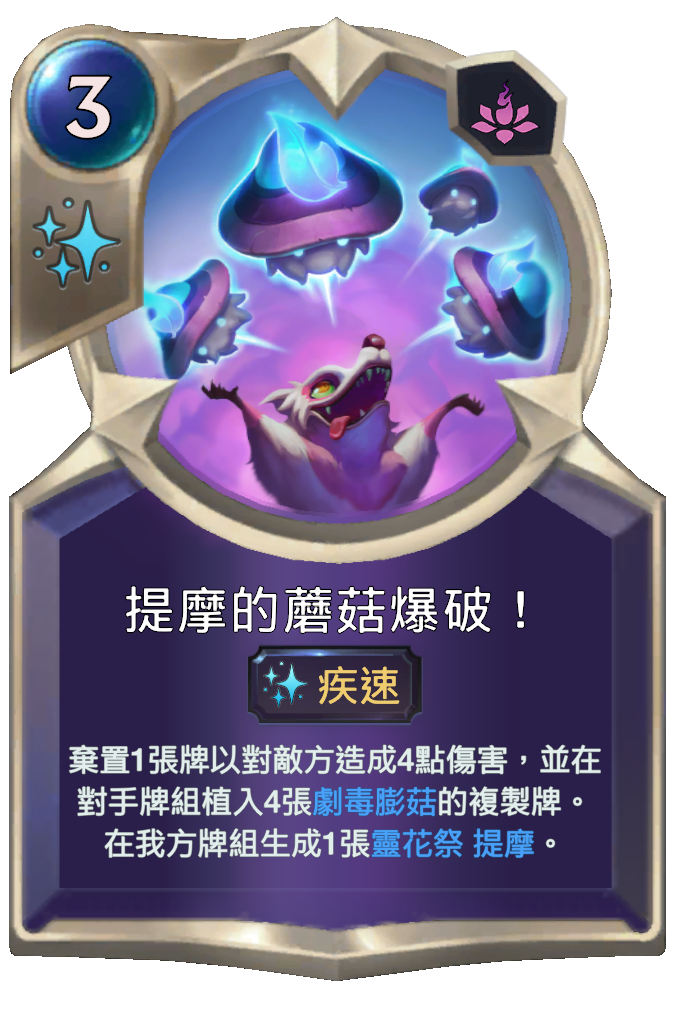 3
提摩的蘑菇爆破！
疾速
棄置1張牌以對敵方造成4點傷害，並在
對手牌組植入4張劇毒膨菇的複製牌。
在我方牌組生成1張靈花祭 提摩。